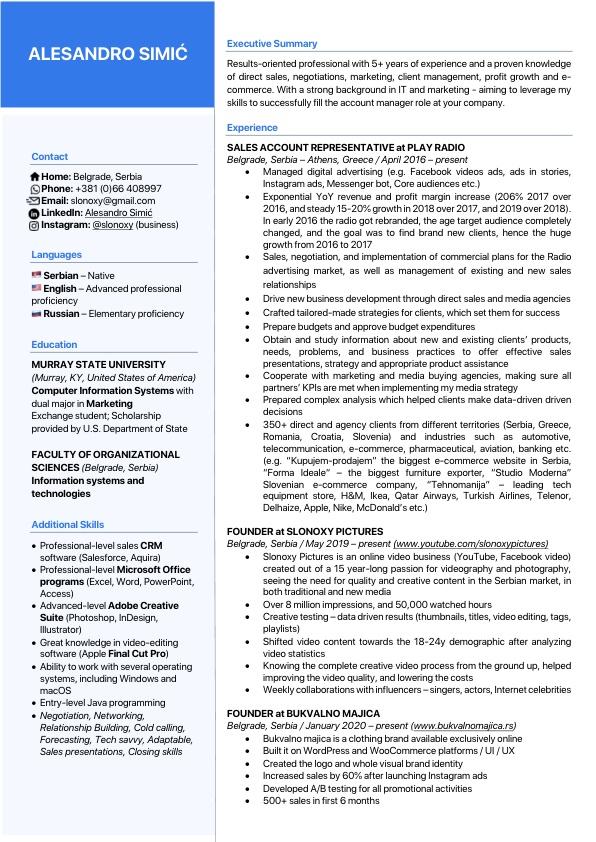 ALESANDRO SIMIĆ
Contact
Home: Belgrade, Serbia
Phone: +381 (0)66 408997
Email: slonoxy@gmail.com
LinkedIn: Alesandro Simić
Instagram: @slonoxy (business)
Languages
Serbian – Native
English – Advanced professional
proficiency
Russian – Elementary proficiency
Education
MURRAY STATE UNIVERSITY
(Murray, KY, United States of America)
Computer Information Systems with
dual major in Marketing
Exchange student; Scholarship
provided by U.S. Department of State
FACULTY OF ORGANIZATIONAL
SCIENCES (Belgrade, Serbia)
Information systems and
technologies
Additional Skills
• Professional-level sales CRM
software (Salesforce, Aquira)
• Professional-level Microsoft Office
programs (Excel, Word, PowerPoint,
Access)
• Advanced-level Adobe Creative
Suite (Photoshop, InDesign,
Illustrator)
• Great knowledge in video-editing
software (Apple Final Cut Pro)
• Ability to work with several operating
systems, including Windows and
macOS
• Entry-level Java programming
• Negotiation, Networking,
Relationship Building, Cold calling,
Forecasting, Tech savvy, Adaptable,
Sales presentations, Closing skills
Executive Summary
Results-oriented professional with 5+ years of experience and a proven knowledge
of direct sales, negotiations, marketing, client management, profit growth and e-
commerce. With a strong background in IT and marketing - aiming to leverage my
skills to successfully fill the account manager role at your company.
Experience
SALES ACCOUNT REPRESENTATIVE at PLAY RADIO
Belgrade, Serbia – Athens, Greece / April 2016 – present
• Managed digital advertising (e.g. Facebook videos ads, ads in stories,
Instagram ads, Messenger bot, Core audiences etc.)
• Exponential YoY revenue and profit margin increase (206% 2017 over
2016, and steady 15-20% growth in 2018 over 2017, and 2019 over 2018).
In early 2016 the radio got rebranded, the age target audience completely
changed, and the goal was to find brand new clients, hence the huge
growth from 2016 to 2017
• Sales, negotiation, and implementation of commercial plans for the Radio
advertising market, as well as management of existing and new sales
relationships
• Drive new business development through direct sales and media agencies
• Crafted tailored-made strategies for clients, which set them for success
• Prepare budgets and approve budget expenditures
• Obtain and study information about new and existing clients' products,
needs, problems, and business practices to offer effective sales
presentations, strategy and appropriate product assistance
• Cooperate with marketing and media buying agencies, making sure all
partners' KPIs are met when implementing my media strategy
• Prepared complex analysis which helped clients make data-driven driven
decisions
• 350+ direct and agency clients from different territories (Serbia, Greece,
Romania, Croatia, Slovenia) and industries such as automotive,
telecommunication, e-commerce, pharmaceutical, aviation, banking etc.
(e.g. "Kupujem-prodajem" the biggest e-commerce website in Serbia,
"Forma Ideale" – the biggest furniture exporter, "Studio Moderna"
Slovenian e-commerce company, "Tehnomanija" – leading tech
equipment store, H&M, Ikea, Qatar Airways, Turkish Airlines, Telenor,
Delhaize, Apple, Nike, McDonald's etc.)
FOUNDER at SLONOXY PICTURES
Belgrade, Serbia / May 2019 – present (www.youtube.com/slonoxypictures)
• Slonoxy Pictures is an online video business (YouTube, Facebook video)
created out of a 15 year-long passion for videography and photography,
seeing the need for quality and creative content in the Serbian market, in
both traditional and new media
• Over 8 million impressions, and 50,000 watched hours
• Creative testing – data driven results (thumbnails, titles, video editing, tags,
playlists)
• Shifted video content towards the 18-24y demographic after analyzing
video statistics
• Knowing the complete creative video process from the ground up, helped
improving the video quality, and lowering the costs
• Weekly collaborations with influencers – singers, actors, Internet celebrities
FOUNDER at BUKVALNO MAJICA
Belgrade, Serbia / January 2020 – present (www.bukvalnomajica.rs)
• Bukvalno majica is a clothing brand available exclusively online
• Built it on WordPress and WooCommerce platforms / UI / UX
• Created the logo and whole visual brand identity
• Increased sales by 60% after launching Instagram ads
• Developed A/B testing for all promotional activities
• 500+ sales in first 6 months